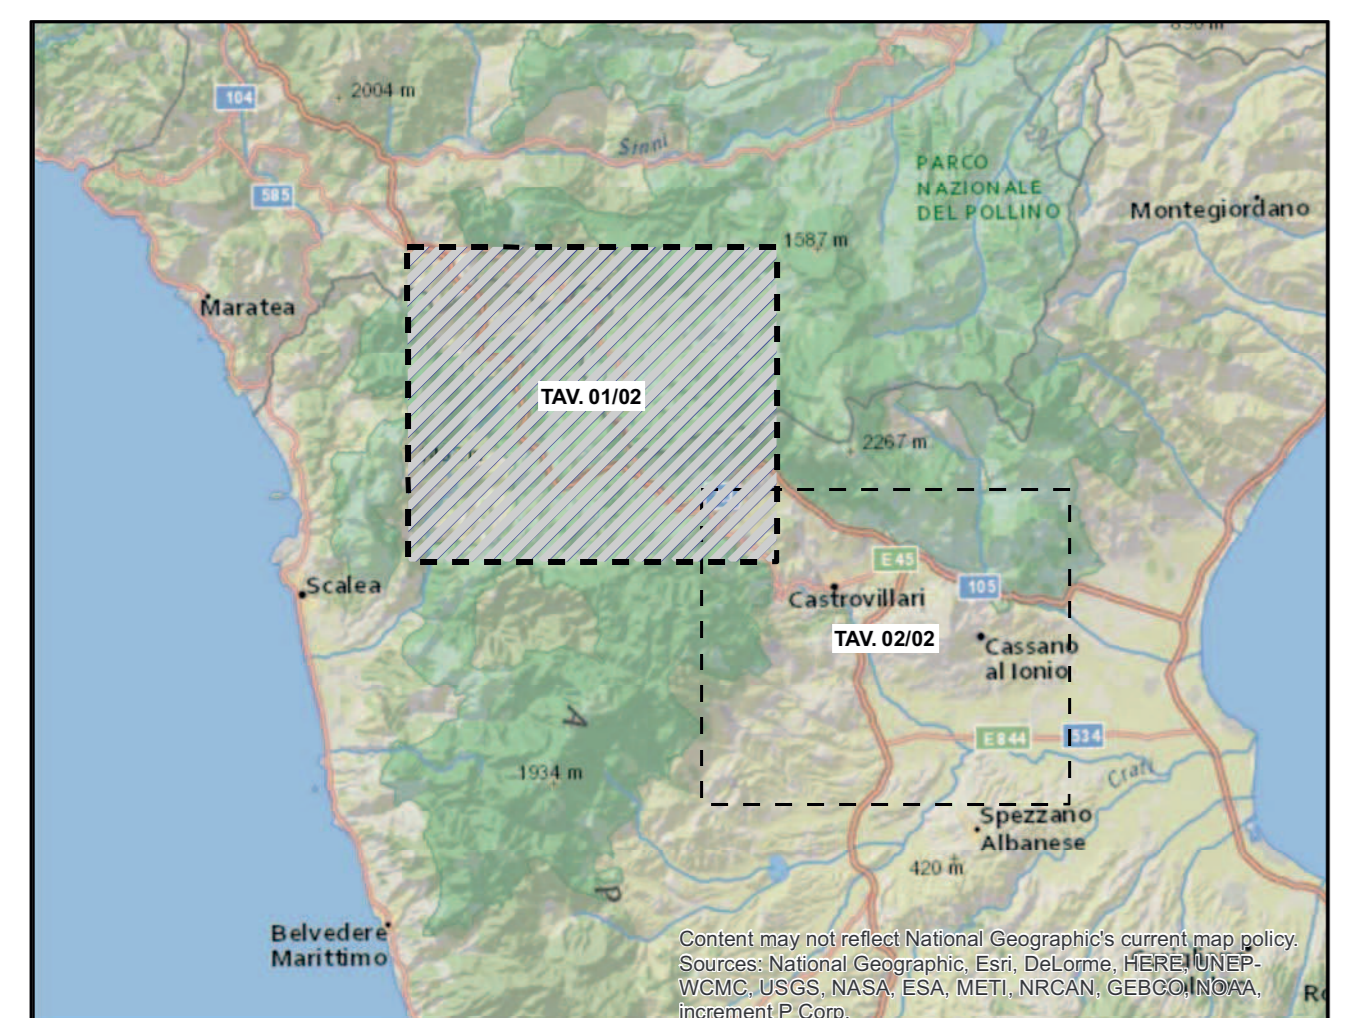 104
2004 m
Sinni
585
PARCO
NAZIONALE
DEL POLLINO
Montegiordano
1587 m
Maratea
TAV. 01/02
2267 m
E45
105
Scalea
Castrovillari
TAV. 02/02
Cassano
al Ionio
A
E844
534
1934 m
Crati
Spezzano
Albanese
420 m
P
Belvedere
Marittimo
Content may not reflect National Geographic's current map policy.
Sources: National Geographic, Esri, DeLorme, HERE, UNEP-
WCMC, USGS, NASA, ESA, METI, NRCAN, GEBCO, NOAA,
increment P Corp.